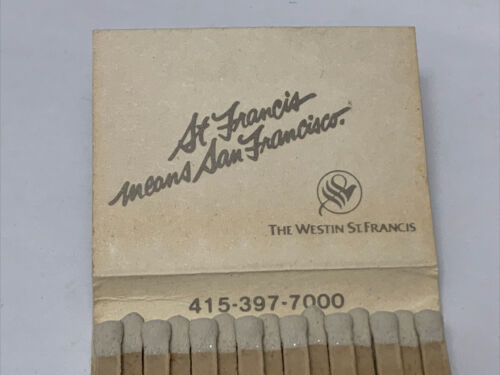 St Francis
means San Francisco.
THE WESTIN ST. FRANCIS
415-397-7000